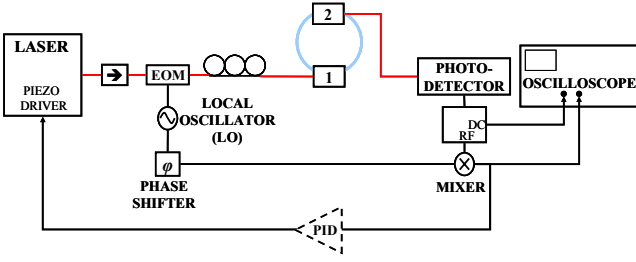 LASER
PIEZO
DRIVER
EOM
LOCAL
OSCILLATOR
(LO)
φ
PHASE
SHIFTER
2
1
PHOTO-
DETECTOR
DC
RF
MIXER
OSCILLOSCOPE
PID